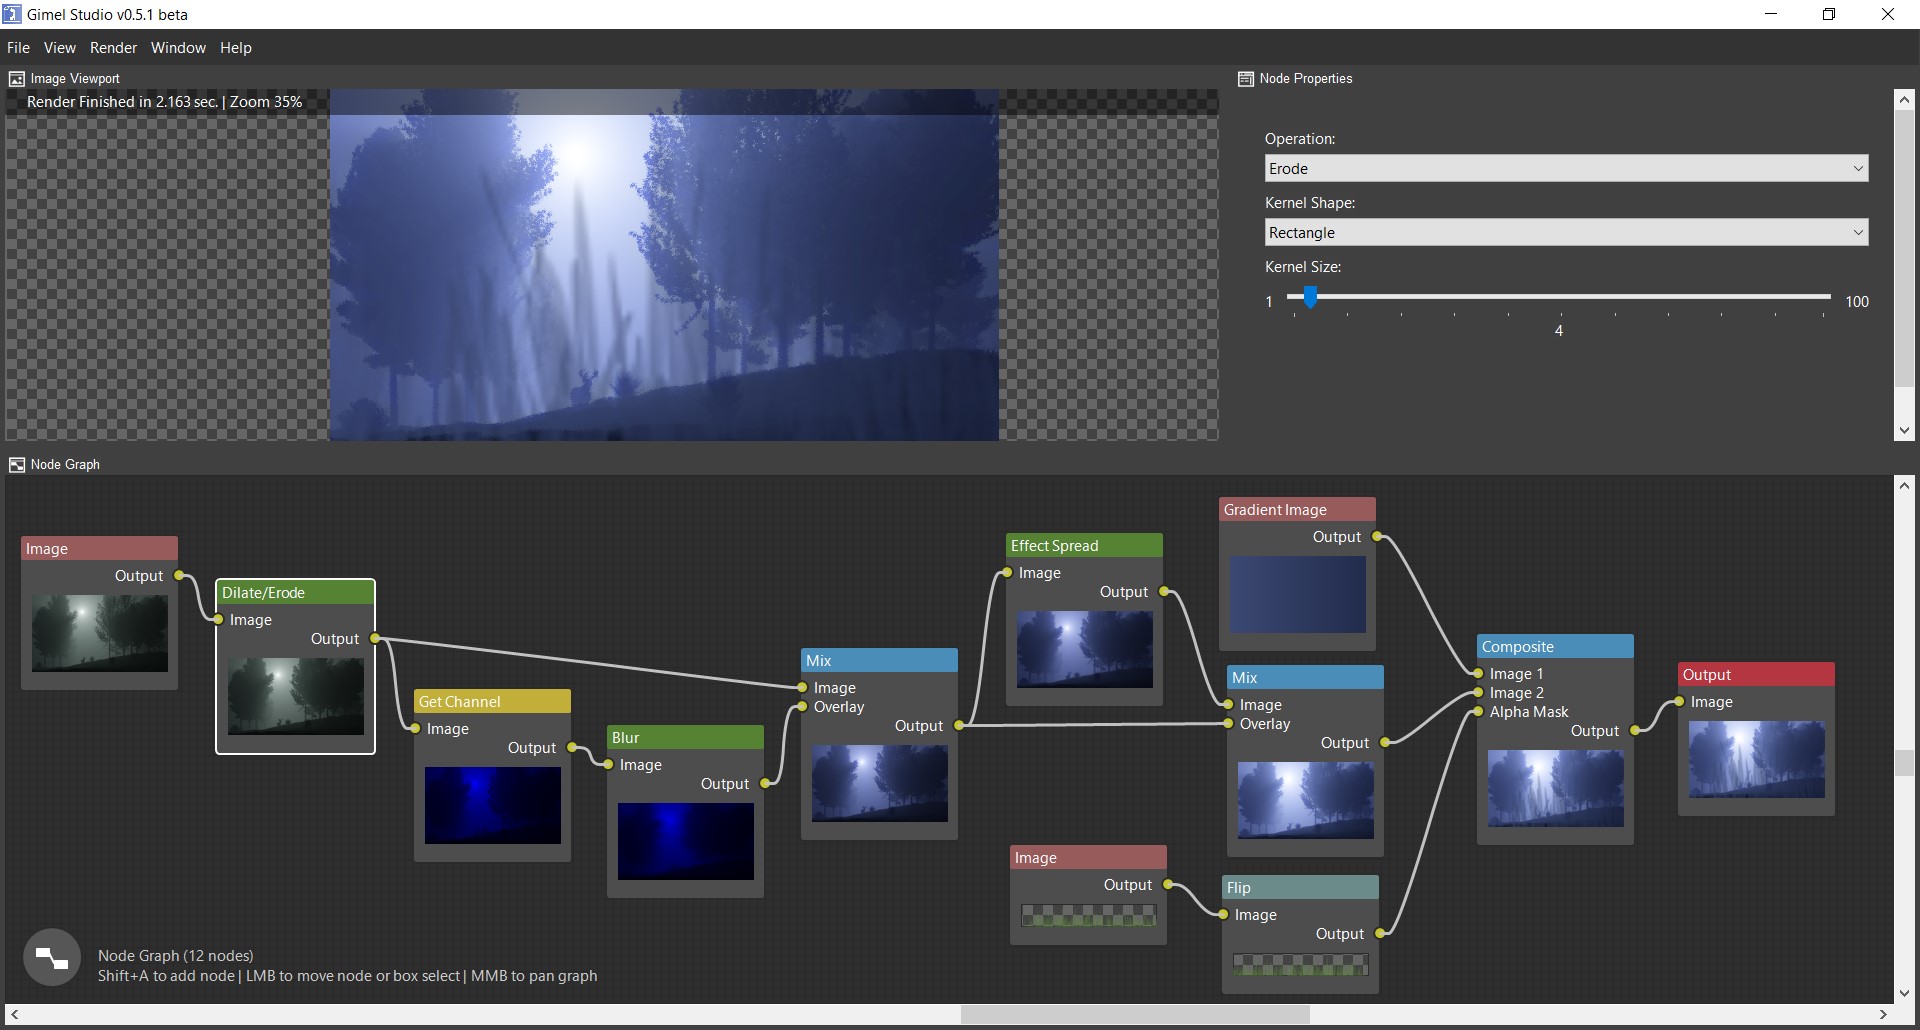 Gimel Studio v0.5.1 beta
File View Render Window Help
Image Viewport
Render Finished in 2.163 sec. | Zoom 35%
Node Properties
Operation:
Erode
Kernel Shape:
Rectangle
Kernel Size:
1
100
4
Node Graph
Image
Output
Dilate/Erode
Image
Output
Get Channel
Image
Output
Blur
Image
Output
Mix
Image
Overlay
Output
Effect Spread
Image
Output
Gradient Image
Output
Mix
Image
Overlay
Output
Image
Output
Flip
Image
Output
Composite
Image 1
Image 2
Alpha Mask
Output
Output
Image
Node Graph (12 nodes)
Shift+A to add node | LMB to move node or box select | MMB to pan graph